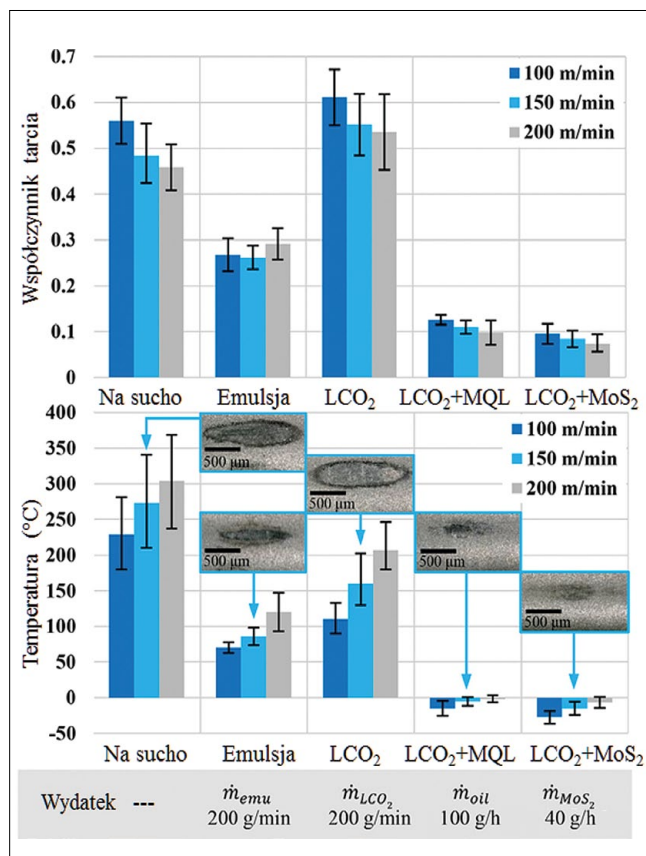 0.7
0.6
0.5
0.4
0.3
0.2
0.1
0
Współczynnik tarcia
100 m/min
150 m/min
200 m/min
Na sucho Emulsja LCO₂ LCO₂+MQL LCO₂+MoS₂
400
350
300
250
200
150
100
50
0
-50
Temperatura (°C)
100 m/min
150 m/min
200 m/min
500 µm
500 µm
500 µm
500 µm
500 µm
Na sucho Emulsja LCO₂ LCO₂+MQL LCO₂+MoS₂
Wydatek --- ṁemu ṁLCO₂ ṁoil ṁMoS₂
200 g/min 200 g/min 100 g/h 40 g/h